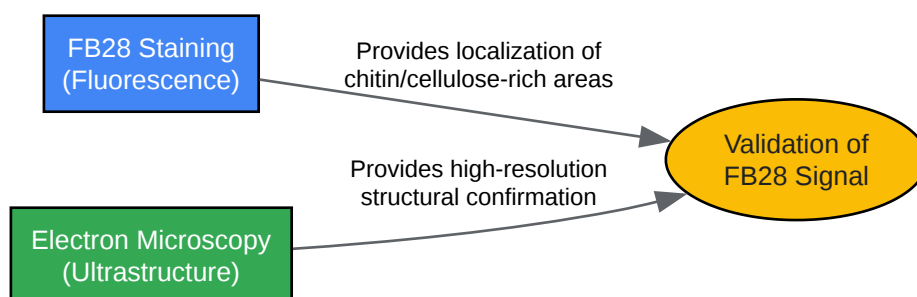 FB28 Staining
(Fluorescence)
Provides localization of
chitin/cellulose-rich areas
Validation of
FB28 Signal
Provides high-resolution
structural confirmation
Electron Microscopy
(Ultrastructure)